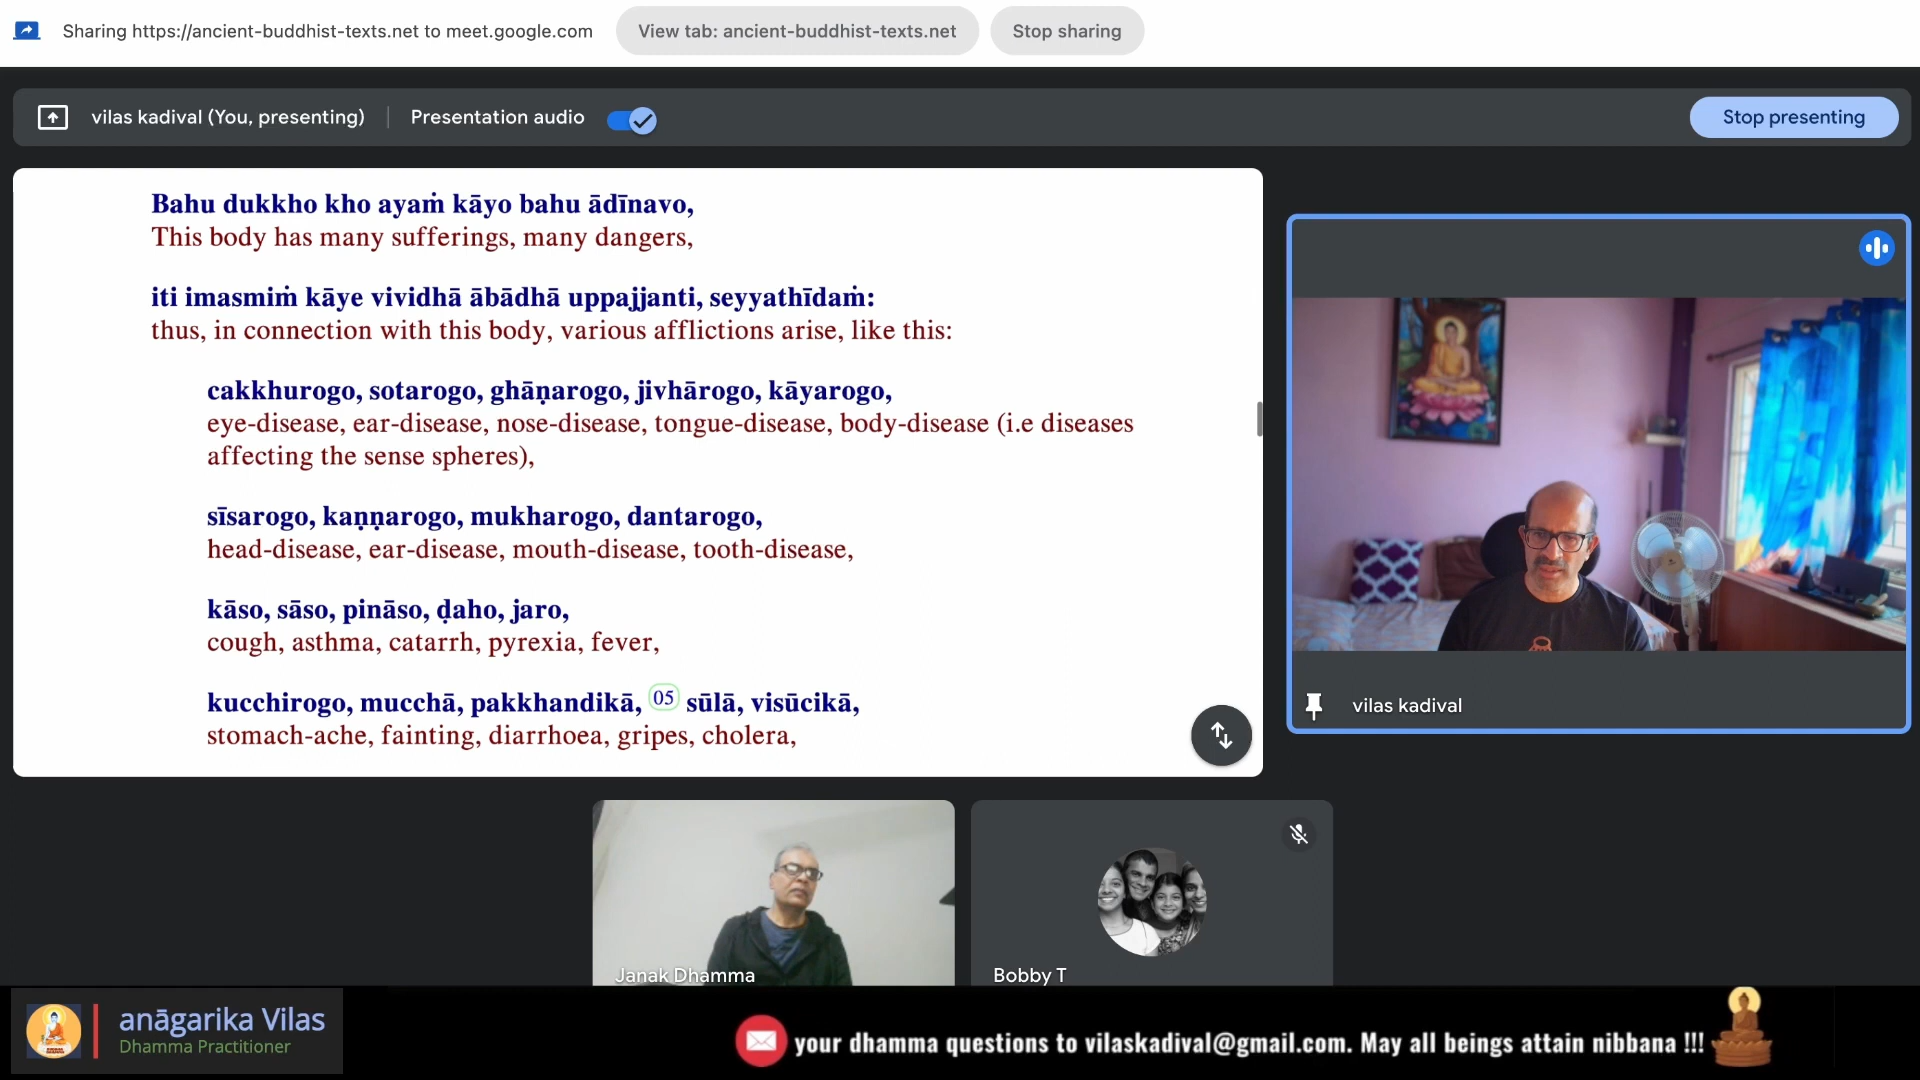 Sharing https://ancient-buddhist-texts.net to meet.google.com
View tab: ancient-buddhist-texts.net
Stop sharing
vilas kadival (You, presenting)
Presentation audio
Stop presenting
Bahu dukkho kho ayaṁ kāyo bahu ādīnavo,
This body has many sufferings, many dangers,
iti imasmiṁ kāye vividhā ābādhā uppajjanti, seyyathīdaṁ:
thus, in connection with this body, various afflictions arise, like this:
cakkhurogo, sotarogo, ghāṇarogo, jivhārogo, kāyarogo,
eye-disease, ear-disease, nose-disease, tongue-disease, body-disease (i.e diseases
affecting the sense spheres),
sīsarogo, kaṇṇarogo, mukharogo, dantarogo,
head-disease, ear-disease, mouth-disease, tooth-disease,
kāso, sāso, pināso, ḍaho, jaro,
cough, asthma, catarrh, pyrexia, fever,
kucchirogo, mucchā, pakkhandikā, 05 sūlā, visūcikā,
stomach-ache, fainting, diarrhoea, gripes, cholera,
vilas kadival
Janak Dhamma
Bobby T
anāgarika Vilas
Dhamma Practitioner
your dhamma questions to vilaskadival@gmail.com. May all beings attain nibbana !!!